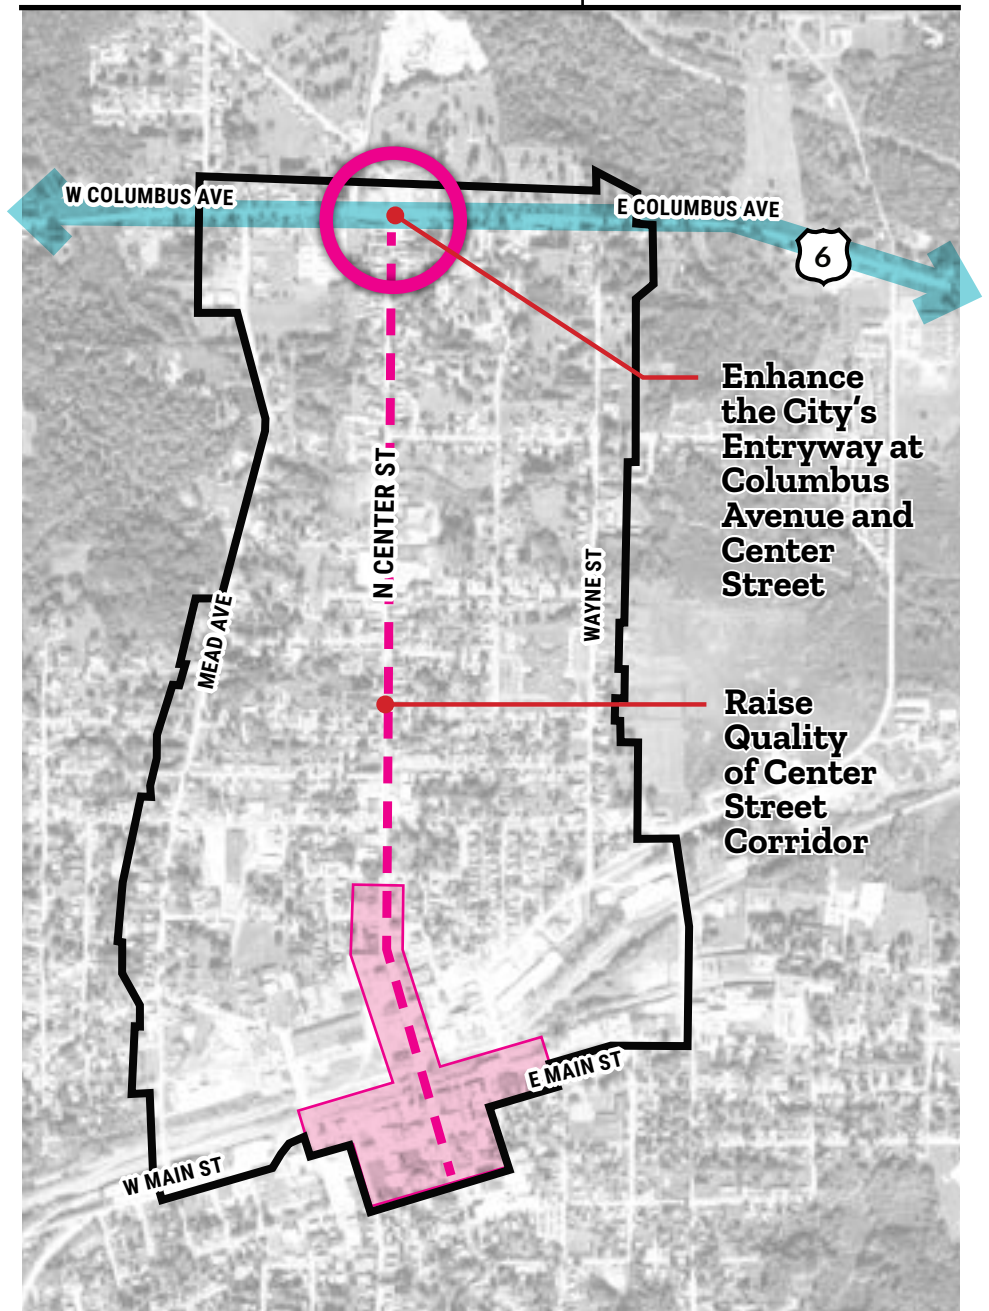 W COLUMBUS AVE
E COLUMBUS AVE
6
Enhance
the City's
Entryway at
Columbus
Avenue and
Center
Street
N CENTER ST
WAYNE ST
MEAD AVE
Raise
Quality
of Center
Street
Corridor
E MAIN ST
W MAIN ST